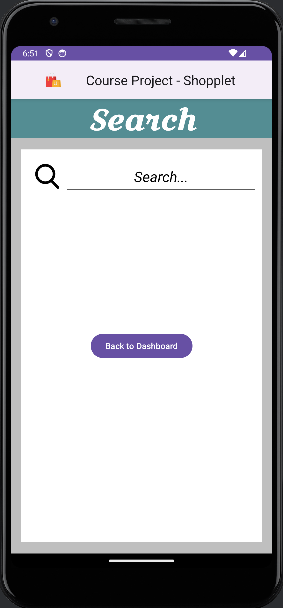 6:51
Course Project - Shopplet
Search
Search...
Back to Dashboard